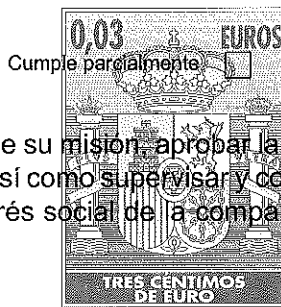 0,03 EUROS
Cumple parcialmente
e su misión, aprobar la
sí como supervisar y co
rés social de la compa
TRES CÉNTIMOS
DE EURO